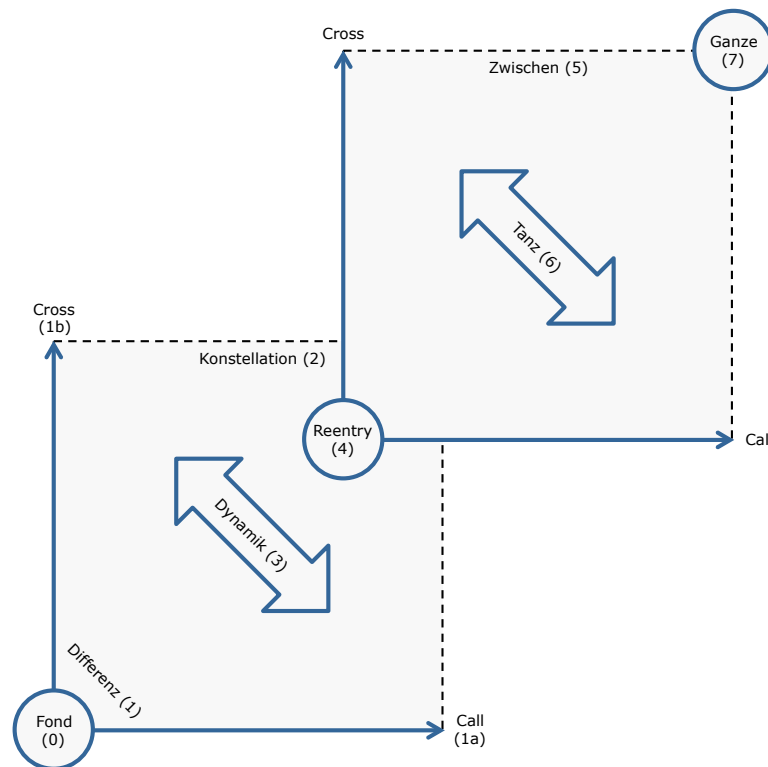 Cross
Ganze
(7)
Zwischen (5)
Tanz (6)
Cross
(1b)
Konstellation (2)
Reentry
(4)
Cal
Dynamik (3)
Differenz (1)
Fond
(0)
Call
(1a)